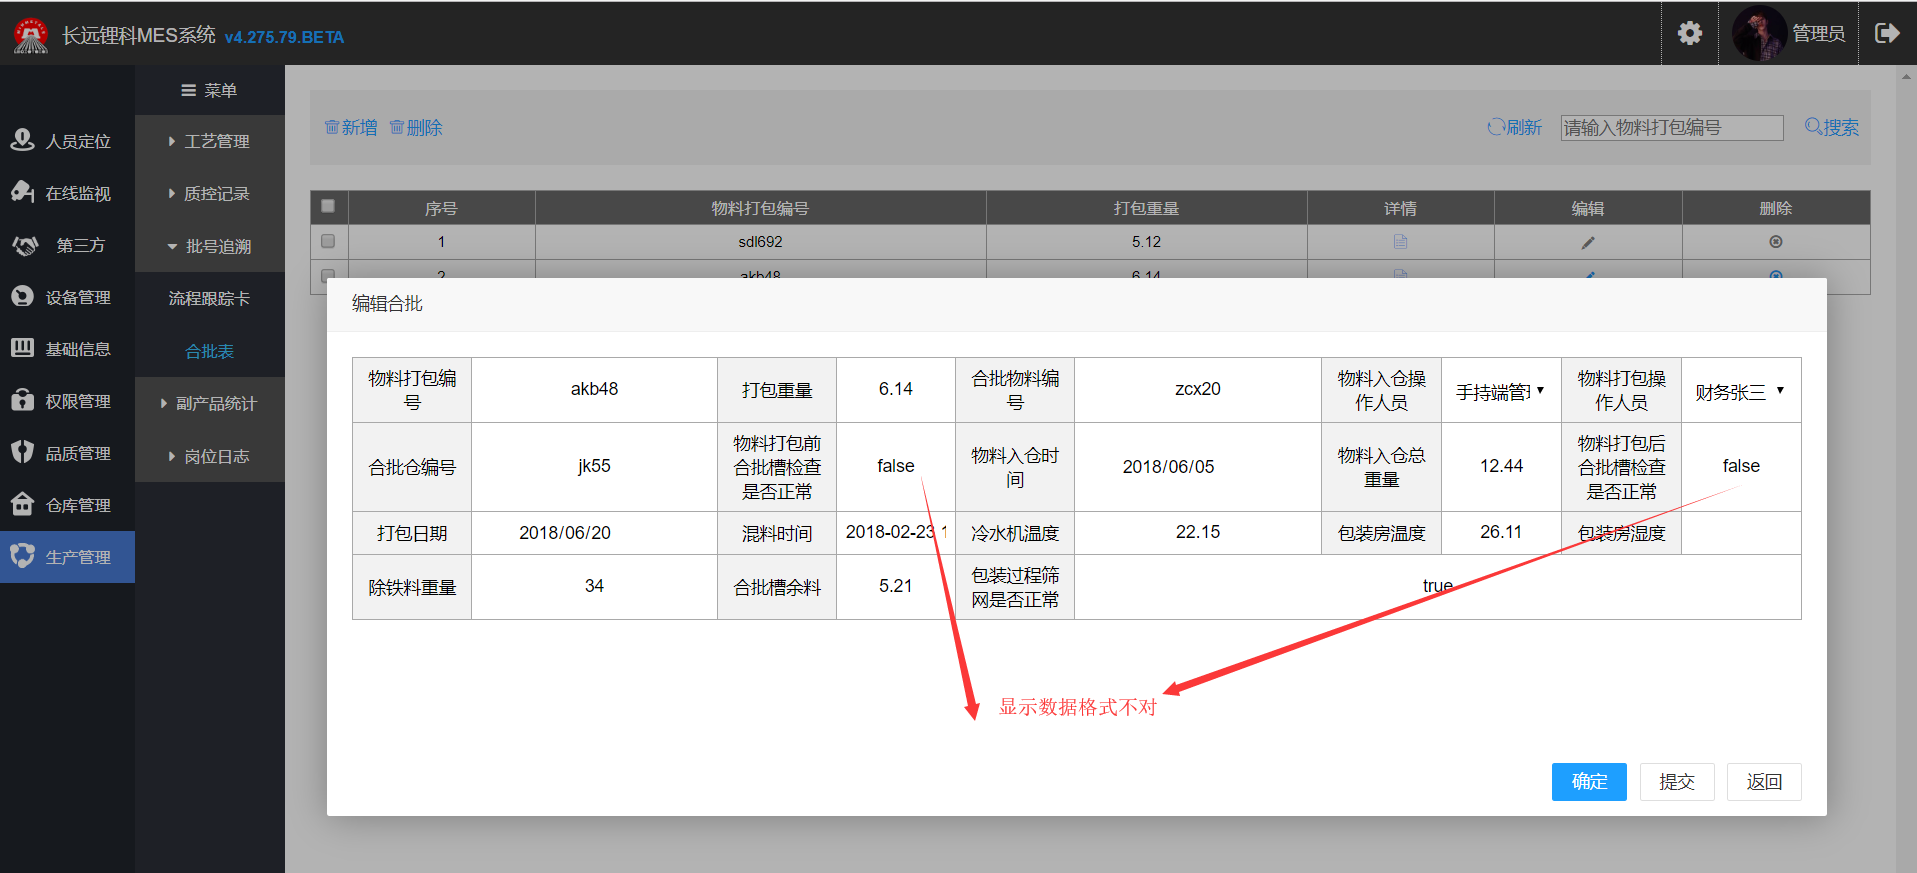 长远锂科MES系统 v4.275.79.BETA
管理员
菜单
人员定位
在线监视
第三方
设备管理
基础信息
权限管理
品质管理
仓库管理
生产管理
工艺管理
质控记录
批号追溯
流程跟踪卡
合批表
副产品统计
岗位日志
新增 删除 刷新 请输入物料打包编号 搜索
序号 物料打包编号 打包重量 详情 编辑 删除
1 sdl692 5.12
2 akb48 6.14
编辑合批
物料打包编
号
akb48
打包重量
6.14
合批物料编
号
zcx20
物料入仓操
作人员
手持端管理
物料打包操
作人员
财务张三
合批仓编号
jk55
物料打包前
合批槽检查
是否正常
false
物料入仓时
间
2018/06/05
物料入仓总
重量
12.44
物料打包后
合批槽检查
是否正常
false
打包日期
2018/06/20
混料时间
2018-02-23 1
冷水机温度
22.15
包装房温度
26.11
包装房湿度
除铁料重量
34
合批槽余料
5.21
包装过程筛
网是否正常
true
显示数据格式不对
确定 提交 返回